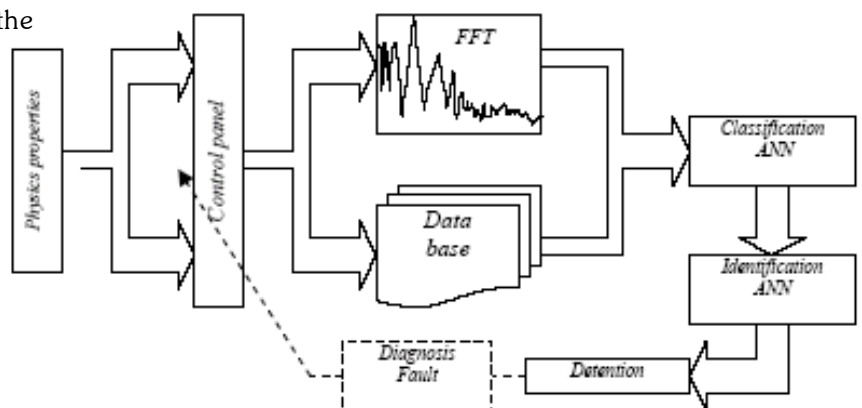 the
Physics properties
Control panel
FFT
Data
base
Classification
ANN
Identification
ANN
Detention
Diagnosis
Fault